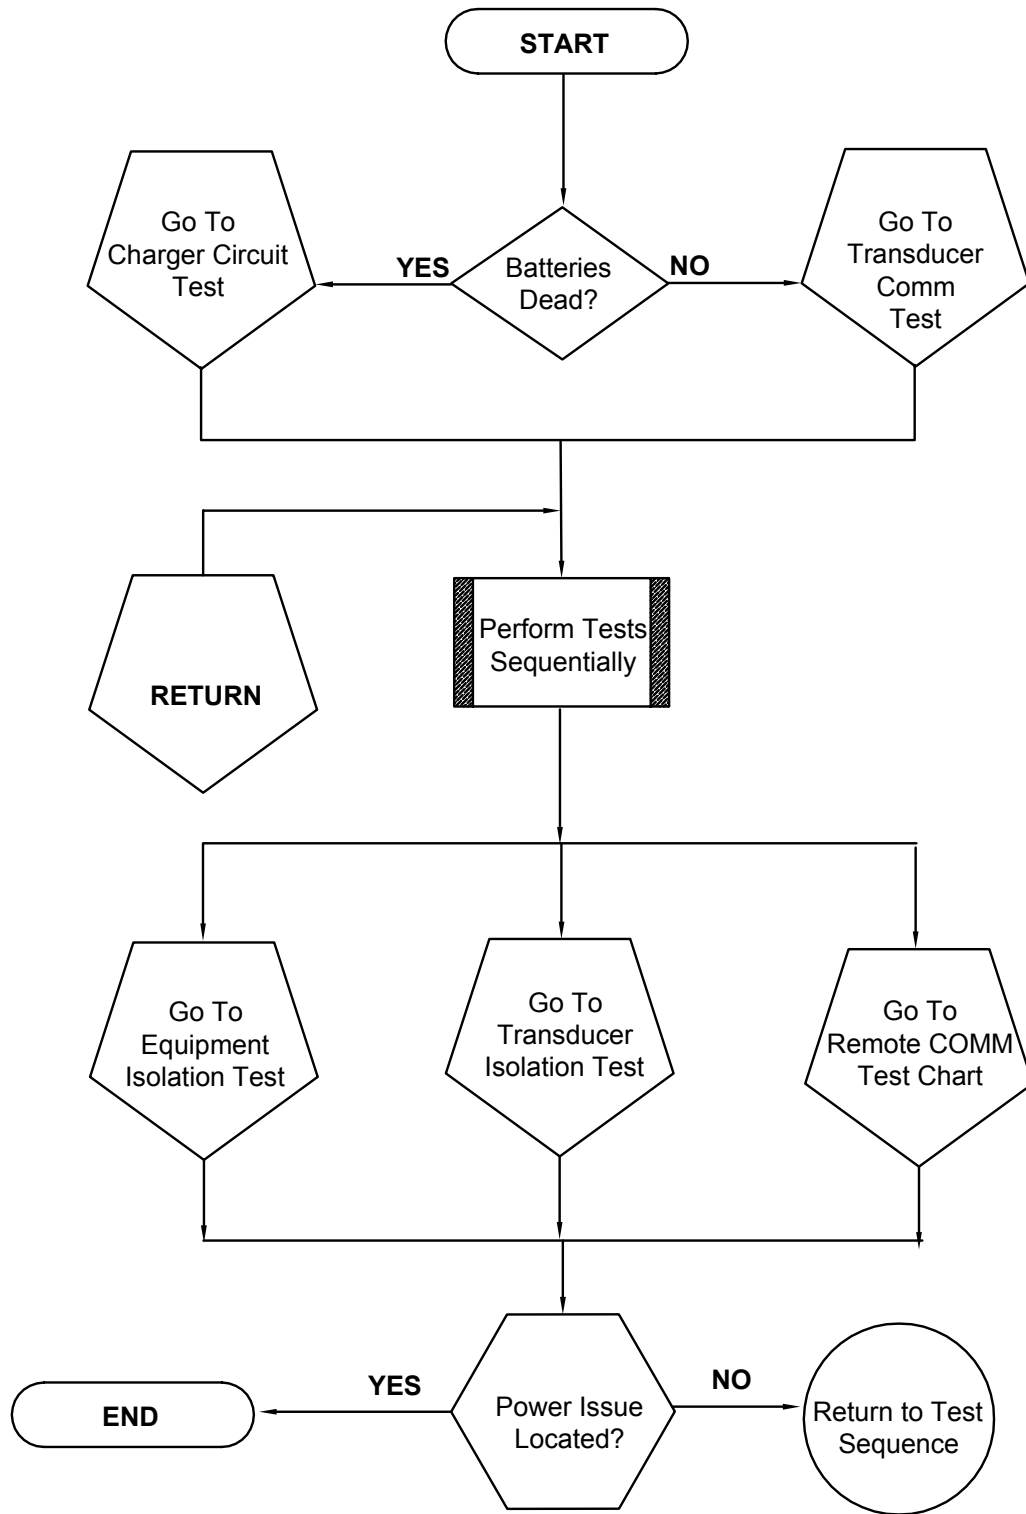 START
Go To
Charger Circuit
Test
YES
Batteries
Dead?
NO
Go To
Transducer
Comm
Test
RETURN
Perform Tests
Sequentially
Go To
Equipment
Isolation Test
Go To
Transducer
Isolation Test
Go To
Remote COMM
Test Chart
END
YES
Power Issue
Located?
NO
Return to Test
Sequence